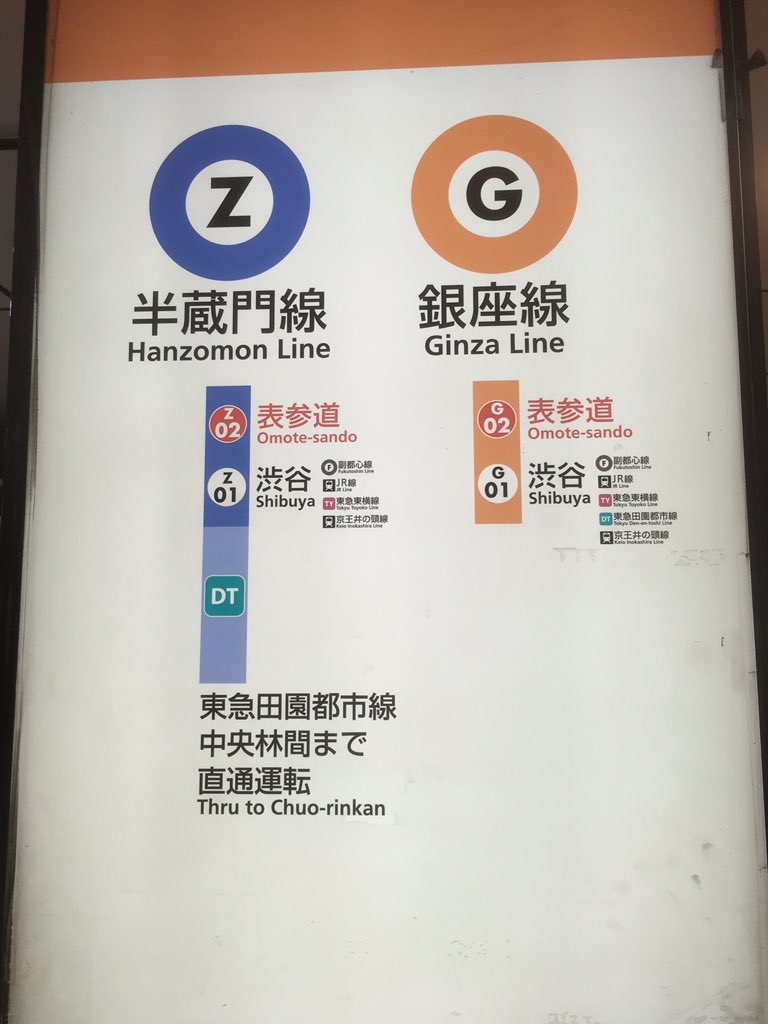 Z
半蔵門線
Hanzomon Line
Z
02
表参道
Omote-sando
Z
01
渋谷
Shibuya
F
副都心線
Fukutoshin Line
JR線
JR Line
TY
東急東横線
Tokyu Toyoko Line
京王井の頭線
Keio Inokashira Line
DT
東急田園都市線
中央林間まで
直通運転
Thru to Chuo-rinkan
G
銀座線
Ginza Line
G
02
表参道
Omote-sando
G
01
渋谷
Shibuya
F
副都心線
Fukutoshin Line
JR線
JR Line
TY
東急東横線
Tokyu Toyoko Line
DT
東急田園都市線
Tokyu Den-en-toshi Line
京王井の頭線
Keio Inokashira Line